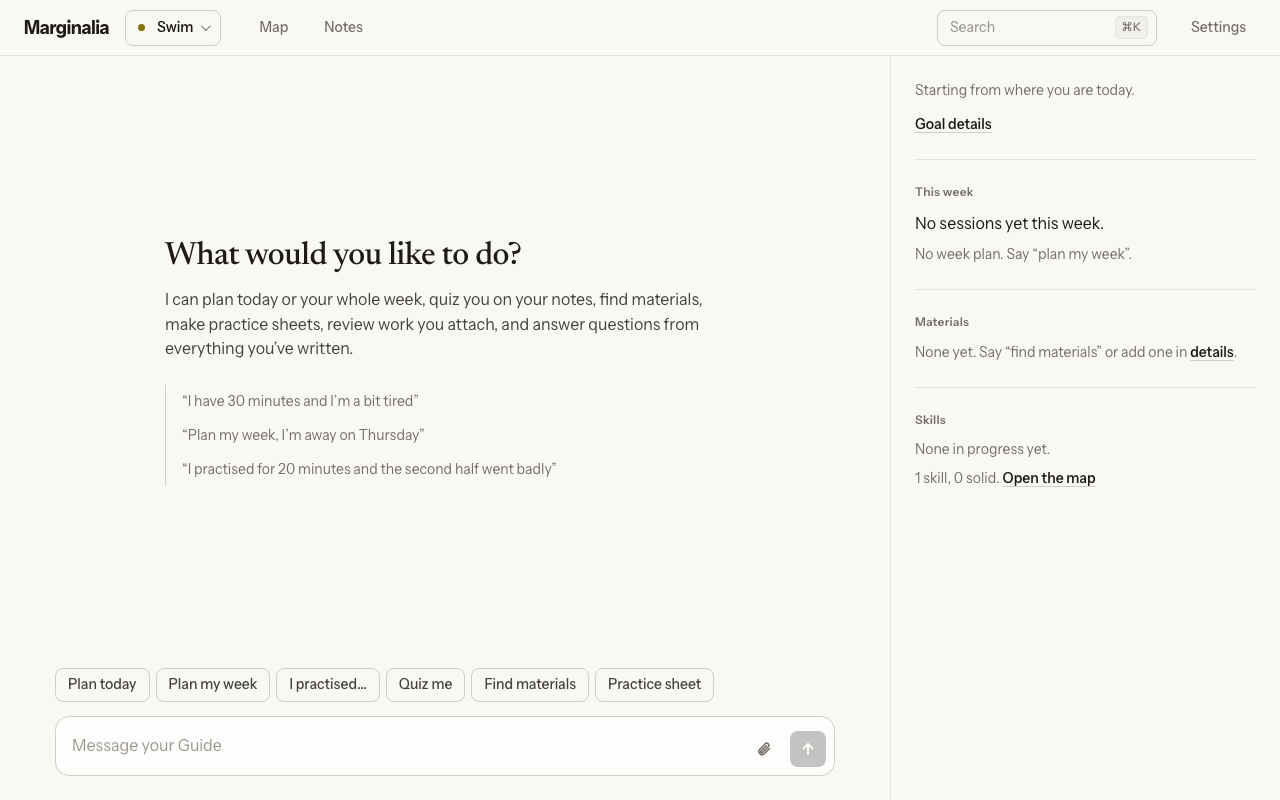 Marginalia
Swim
Map
Notes
Search
⌘K
Settings
What would you like to do?
I can plan today or your whole week, quiz you on your notes, find materials,
make practice sheets, review work you attach, and answer questions from
everything you’ve written.
“I have 30 minutes and I’m a bit tired”
“Plan my week, I’m away on Thursday”
“I practised for 20 minutes and the second half went badly”
Plan today
Plan my week
I practised…
Quiz me
Find materials
Practice sheet
Message your Guide
Starting from where you are today.
Goal details
This week
No sessions yet this week.
No week plan. Say “plan my week”.
Materials
None yet. Say “find materials” or add one in details.
Skills
None in progress yet.
1 skill, 0 solid. Open the map